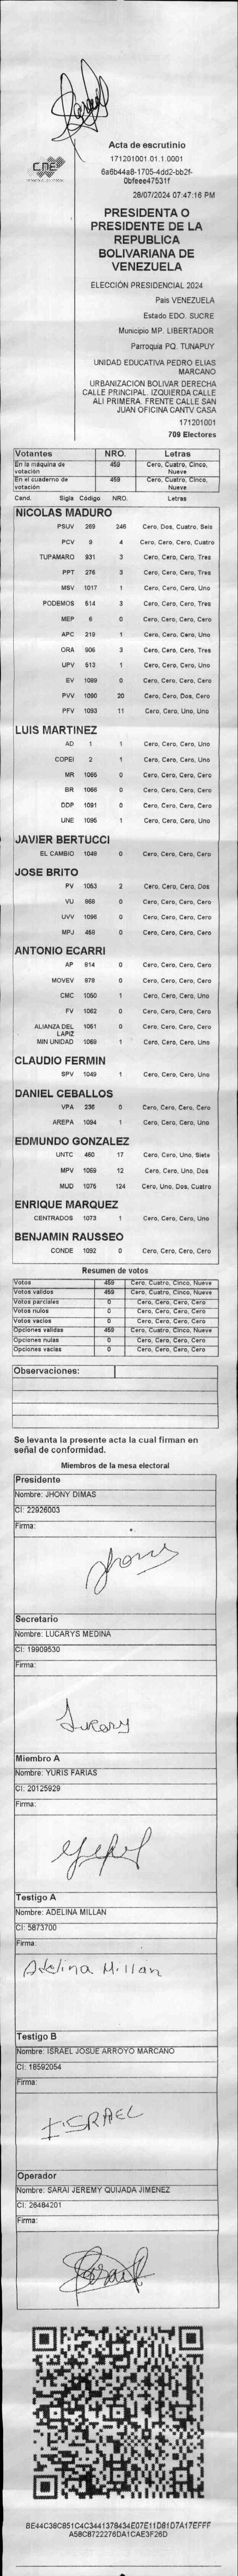 CNE
Acta de escrutinio
171201001.01.1.0001
6a6b44a8-1705-4dd2-bb2f-
0bfeee47531f
28/07/2024 07:47:16 PM
PRESIDENTA O
PRESIDENTE DE LA
REPUBLICA
BOLIVARIANA DE
VENEZUELA
ELECCIÓN PRESIDENCIAL 2024
País VENEZUELA
Estado EDO. SUCRE
Municipio MP. LIBERTADOR
Parroquia PQ. TUNAPUY
UNIDAD EDUCATIVA PEDRO ELIAS
MARCANO
URBANIZACION BOLIVAR DERECHA
CALLE PRINCIPAL. IZQUIERDA CALLE
ALI PRIMERA. FRENTE CALLE SAN
JUAN OFICINA CANTV CASA
171201001
709 Electores
Votantes NRO. Letras
En la máquina de votación 459 Cero, Cuatro, Cinco, Nueve
En el cuaderno de votación 459 Cero, Cuatro, Cinco, Nueve
Cand. Sigla Código NRO. Letras
NICOLAS MADURO
PSUV 269 246 Cero, Dos, Cuatro, Seis
PCV 9 4 Cero, Cero, Cero, Cuatro
TUPAMARO 931 3 Cero, Cero, Cero, Tres
PPT 276 3 Cero, Cero, Cero, Tres
MSV 1017 1 Cero, Cero, Cero, Uno
PODEMOS 514 3 Cero, Cero, Cero, Tres
MEP 6 0 Cero, Cero, Cero, Cero
APC 219 1 Cero, Cero, Cero, Uno
ORA 906 3 Cero, Cero, Cero, Tres
UPV 513 1 Cero, Cero, Cero, Uno
EV 1089 0 Cero, Cero, Cero, Cero
PVV 1090 20 Cero, Cero, Dos, Cero
PFV 1093 11 Cero, Cero, Uno, Uno
LUIS MARTINEZ
AD 1 1 Cero, Cero, Cero, Uno
COPEI 2 1 Cero, Cero, Cero, Uno
MR 1065 0 Cero, Cero, Cero, Cero
BR 1066 0 Cero, Cero, Cero, Cero
DDP 1091 0 Cero, Cero, Cero, Cero
UNE 1095 1 Cero, Cero, Cero, Uno
JAVIER BERTUCCI
EL CAMBIO 1048 0 Cero, Cero, Cero, Cero
JOSE BRITO
PV 1053 2 Cero, Cero, Cero, Dos
VU 868 0 Cero, Cero, Cero, Cero
UVV 1096 0 Cero, Cero, Cero, Cero
MPJ 458 0 Cero, Cero, Cero, Cero
ANTONIO ECARRI
AP 814 0 Cero, Cero, Cero, Cero
MOVEV 879 0 Cero, Cero, Cero, Cero
CMC 1050 1 Cero, Cero, Cero, Uno
FV 1062 0 Cero, Cero, Cero, Cero
ALIANZA DEL LAPIZ 1051 0 Cero, Cero, Cero, Cero
MIN UNIDAD 1069 1 Cero, Cero, Cero, Uno
CLAUDIO FERMIN
SPV 1049 1 Cero, Cero, Cero, Uno
DANIEL CEBALLOS
VPA 236 0 Cero, Cero, Cero, Cero
AREPA 1094 1 Cero, Cero, Cero, Uno
EDMUNDO GONZALEZ
UNTC 460 17 Cero, Cero, Uno, Siete
MPV 1059 12 Cero, Cero, Uno, Dos
MUD 1075 124 Cero, Uno, Dos, Cuatro
ENRIQUE MARQUEZ
CENTRADOS 1073 1 Cero, Cero, Cero, Uno
BENJAMIN RAUSSEO
CONDE 1092 0 Cero, Cero, Cero, Cero
Resumen de votos
Votos 459 Cero, Cuatro, Cinco, Nueve
Votos validos 459 Cero, Cuatro, Cinco, Nueve
Votos parciales 0 Cero, Cero, Cero, Cero
Votos nulos 0 Cero, Cero, Cero, Cero
Votos vacios 0 Cero, Cero, Cero, Cero
Opciones validas 459 Cero, Cuatro, Cinco, Nueve
Opciones nulas 0 Cero, Cero, Cero, Cero
Opciones vacias 0 Cero, Cero, Cero, Cero
Observaciones:
Se levanta la presente acta la cual firman en
señal de conformidad.
Miembros de la mesa electoral
Presidente
Nombre: JHONY DIMAS
CI: 22926003
Firma:
Jhony
Secretario
Nombre: LUCARYS MEDINA
CI: 19909530
Firma:
Lucary
Miembro A
Nombre: YURIS FARIAS
CI: 20125929
Firma:
Testigo A
Nombre: ADELINA MILLAN
CI: 5873700
Firma:
Adelina Millan
Testigo B
Nombre: ISRAEL JOSUE ARROYO MARCANO
CI: 18592054
Firma:
ISRAEL
Operador
Nombre: SARAI JEREMY QUIJADA JIMENEZ
CI: 26484201
Firma:
BE44C38C851C4C3441378434E07E11D81D7A17EFFF
A58C8722276DA1CAE3F26D